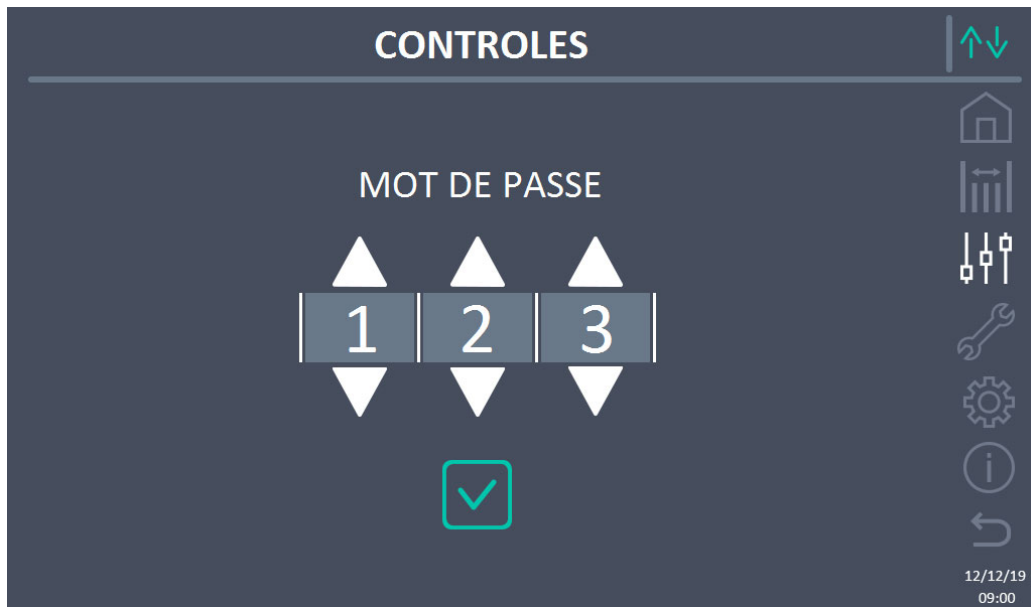 CONTROLES
MOT DE PASSE
1 2 3
i
12/12/19
09:00